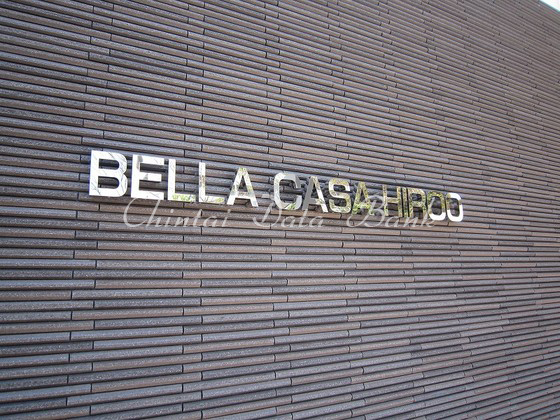 BELLA CASA HIROO
Chintai Data Bank